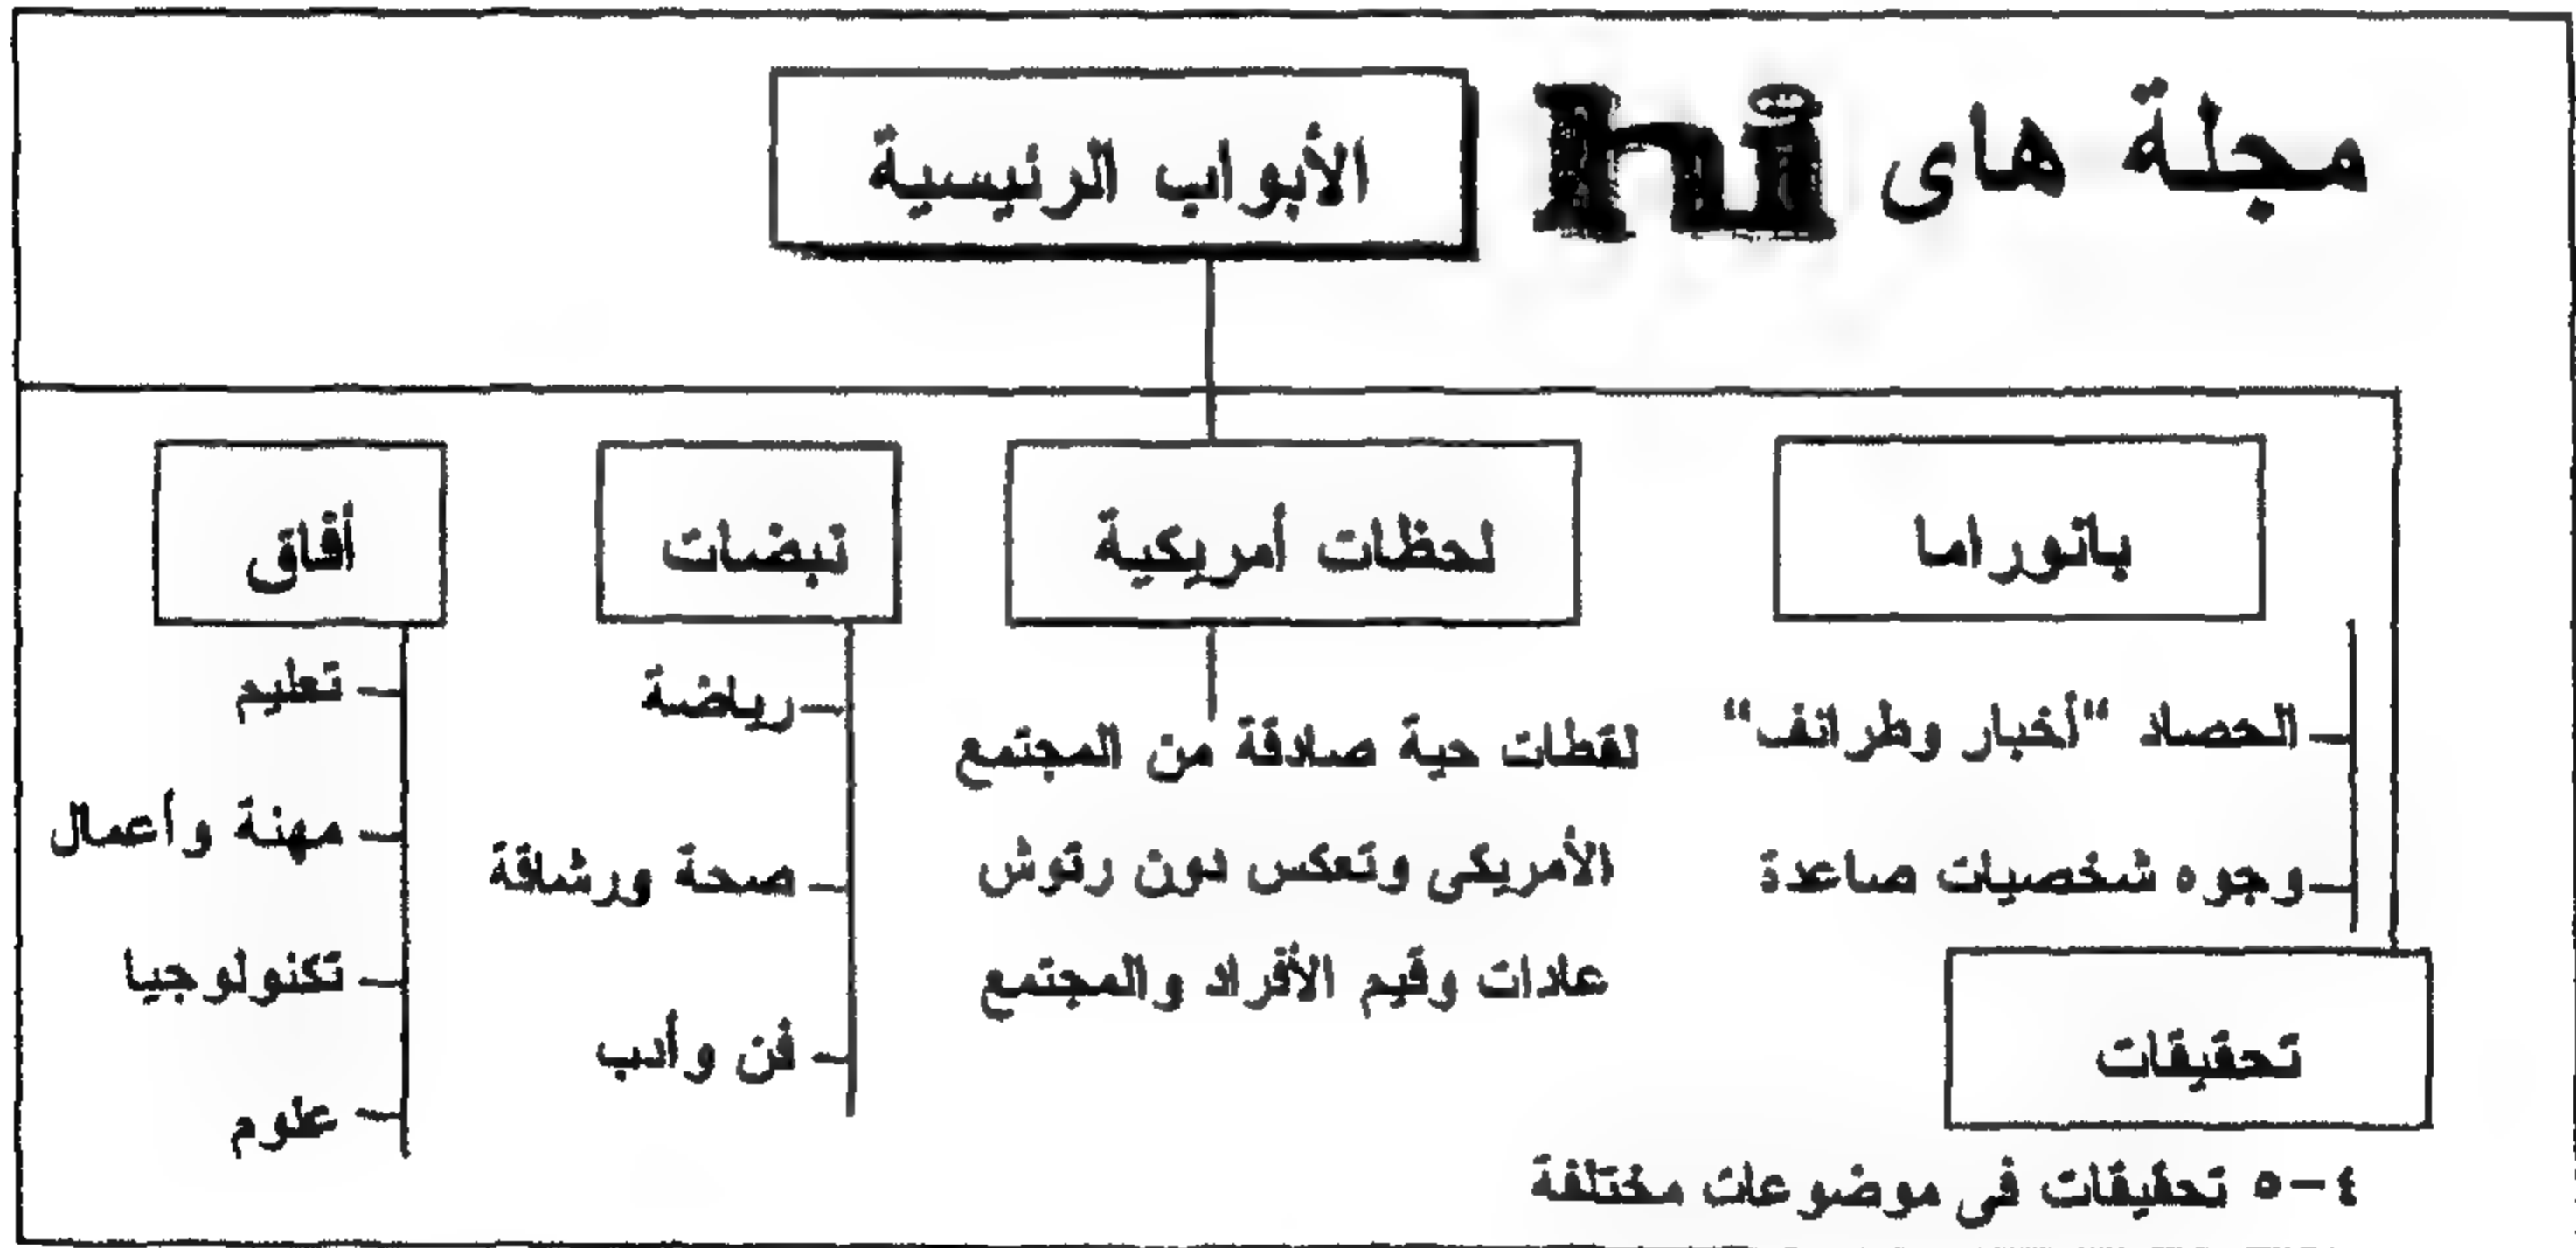 مجلة هاى hi
الأبواب الرئيسية
بانوراما
الحصاد "أخبار وطرائف"
وجوه شخصيات صاعدة
تحقيقات
٤-٥ تحقيقات فى موضوعات مختلفة
لحظات أمريكية
لقطات حية صادقة من المجتمع
الأمريكى وتعكس دون رتوش
عادات وقيم الأفراد والمجتمع
نبضات
رياضة
صحة ورشاقة
فن وأدب
أفاق
تعليم
مهنة وأعمال
تكنولوجيا
علوم